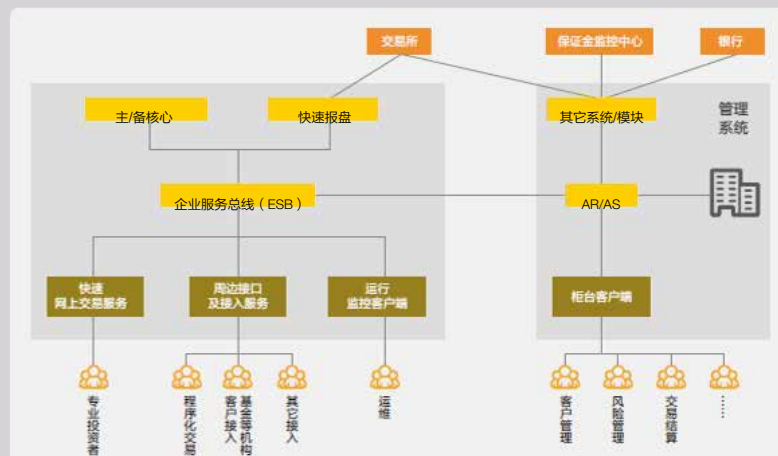 交易所
保证金监控中心
银行
主/备核心
快速报盘
其它系统/模块
管理
系统
企业服务总线（ESB）
AR/AS
快速
网上交易服务
周边接口
及接入服务
运行
监控客户端
柜台客户端
专业投资者
程序化交易
基金等机构
客户接入
其它接入
运维
客户管理
风险管理
交易结算
……